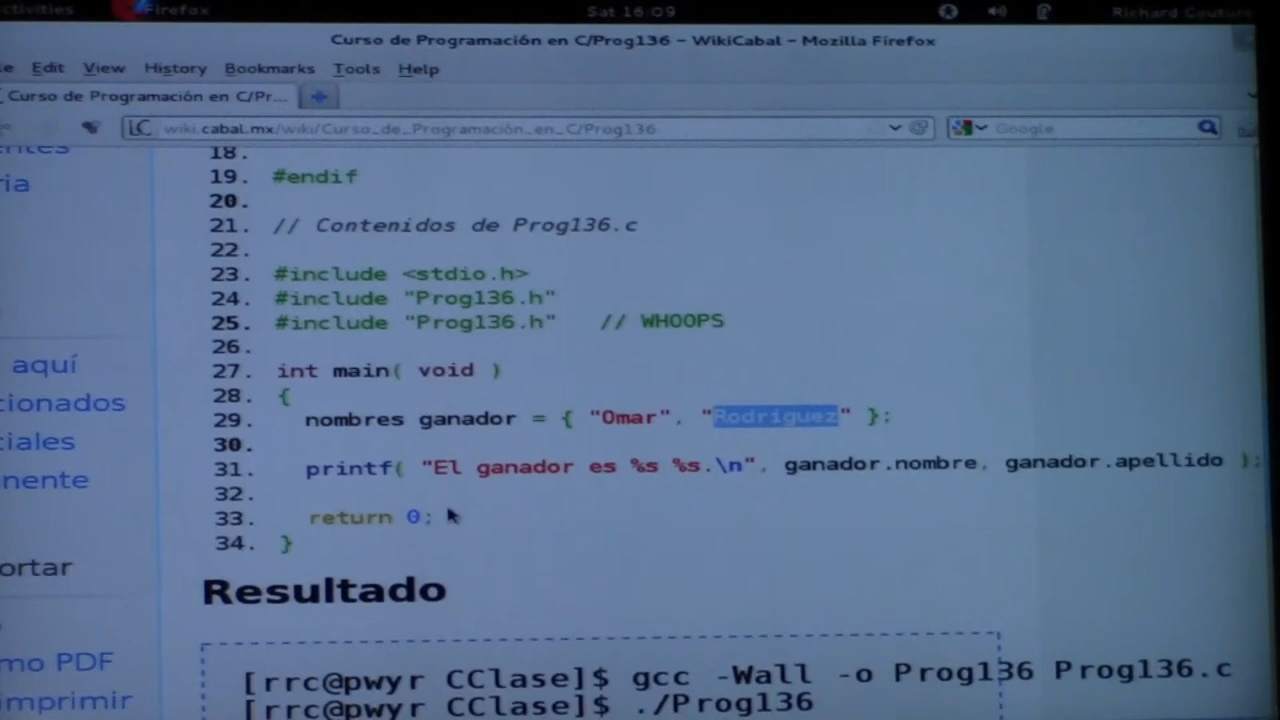 Firefox
Sat 16:09
Richard Couture
Curso de Programación en C/Prog136 – WikiCabal – Mozilla Firefox
Edit View History Bookmarks Tools Help
Curso de Programación en C/Pr...
wiki.cabal.mx/wiki/Curso_de_Programación_en_C/Prog136
Google
18.
19. #endif
20.
21. // Contenidos de Prog136.c
22.
23. #include <stdio.h>
24. #include "Prog136.h"
25. #include "Prog136.h" // WHOOPS
26.
27. int main( void )
28. {
29. nombres ganador = { "Omar", "Rodriguez" };
30.
31. printf( "El ganador es %s %s.\n", ganador.nombre, ganador.apellido );
32.
33. return 0;
34. }
aquí
cionados
ciales
nente
ortar
mo PDF
imprimir
Resultado
[rrc@pwyr CClase]$ gcc -Wall -o Prog136 Prog136.c
[rrc@pwyr CClase]$ ./Prog136